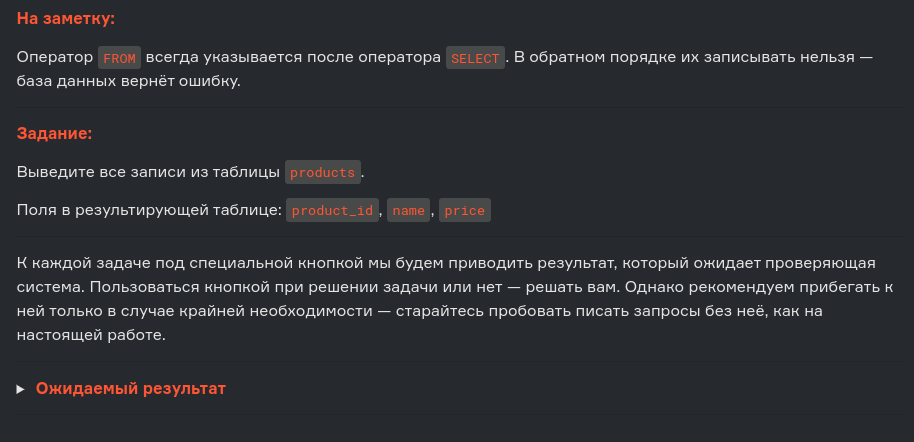 На заметку:
Оператор FROM всегда указывается после оператора SELECT. В обратном порядке их записывать нельзя —
база данных вернёт ошибку.
Задание:
Выведите все записи из таблицы products.
Поля в результирующей таблице: product_id, name, price
К каждой задаче под специальной кнопкой мы будем приводить результат, который ожидает проверяющая
система. Пользоваться кнопкой при решении задачи или нет — решать вам. Однако рекомендуем прибегать к
ней только в случае крайней необходимости — старайтесь пробовать писать запросы без неё, как на
настоящей работе.
Ожидаемый результат